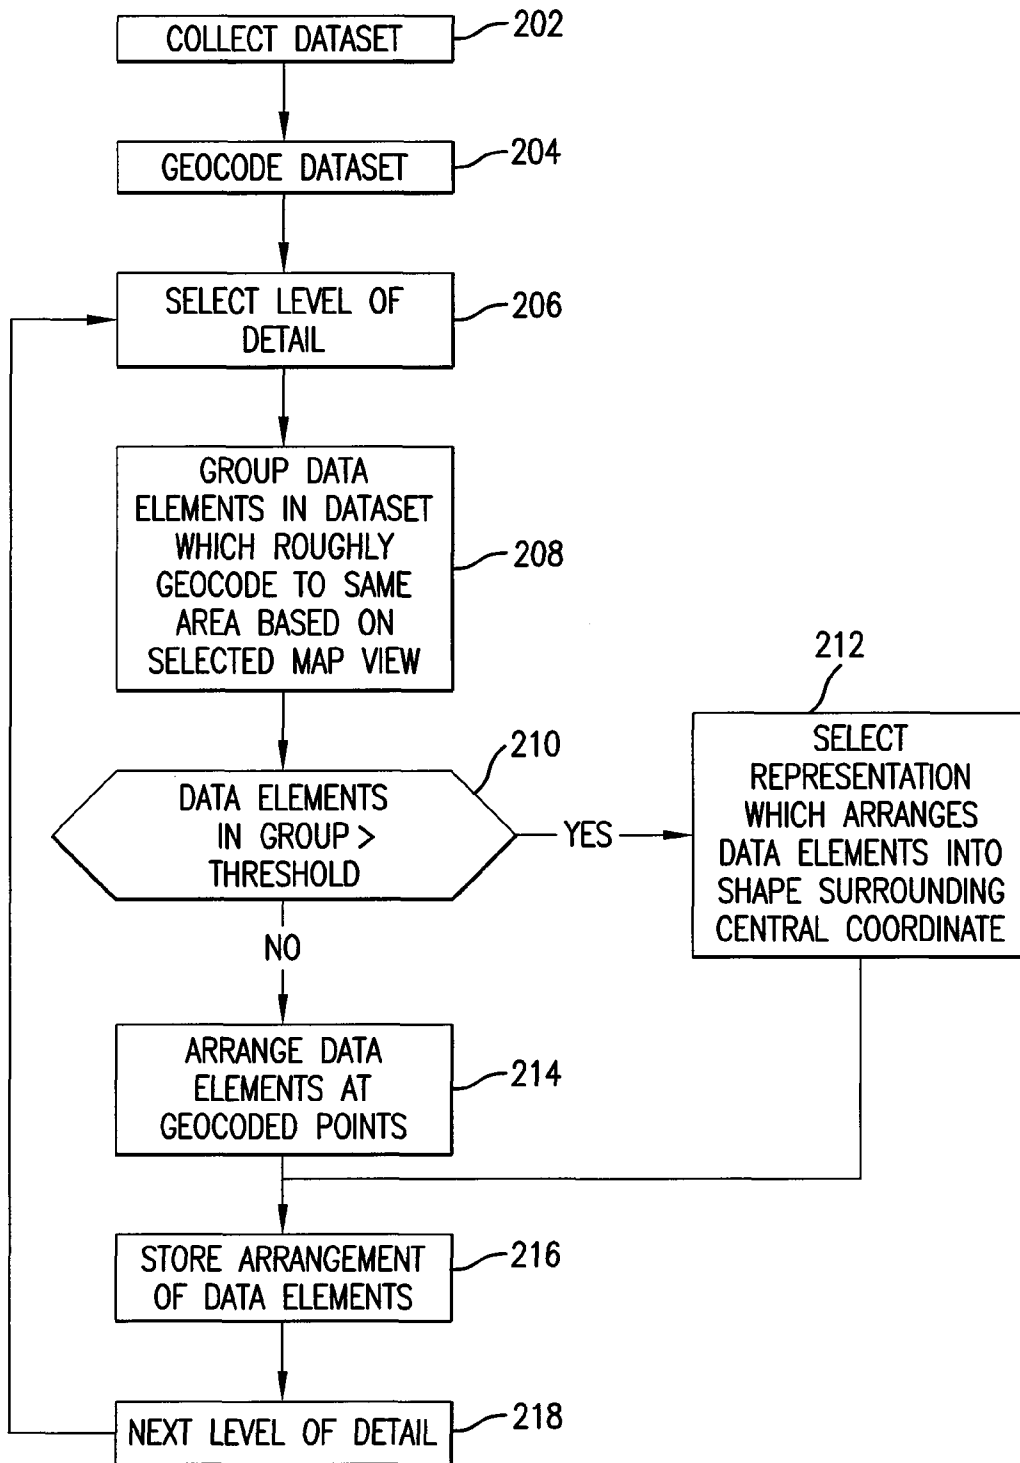 COLLECT DATASET
202
GEOCODE DATASET
204
SELECT LEVEL OF
DETAIL
206
GROUP DATA
ELEMENTS IN DATASET
WHICH ROUGHLY
GEOCODE TO SAME
AREA BASED ON
SELECTED MAP VIEW
208
DATA ELEMENTS
IN GROUP >
THRESHOLD
210
YES
212
SELECT
REPRESENTATION
WHICH ARRANGES
DATA ELEMENTS INTO
SHAPE SURROUNDING
CENTRAL COORDINATE
NO
ARRANGE DATA
ELEMENTS AT
GEOCODED POINTS
214
STORE ARRANGEMENT
OF DATA ELEMENTS
216
NEXT LEVEL OF DETAIL
218